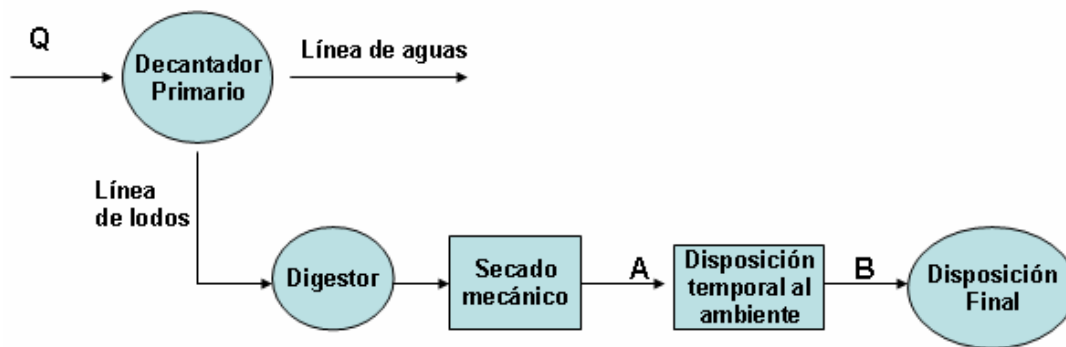 Q
Decantador
Primario
Línea de aguas
Línea
de lodos
Digestor
Secado
mecánico
A
Disposición
temporal al
ambiente
B
Disposición
Final